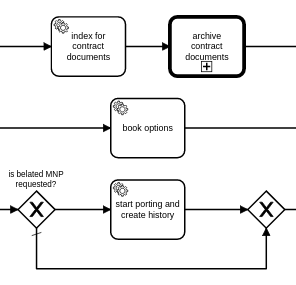 index for
contract
documents
archive
contract
documents
book options
is belated MNP
requested?
start porting and
create history